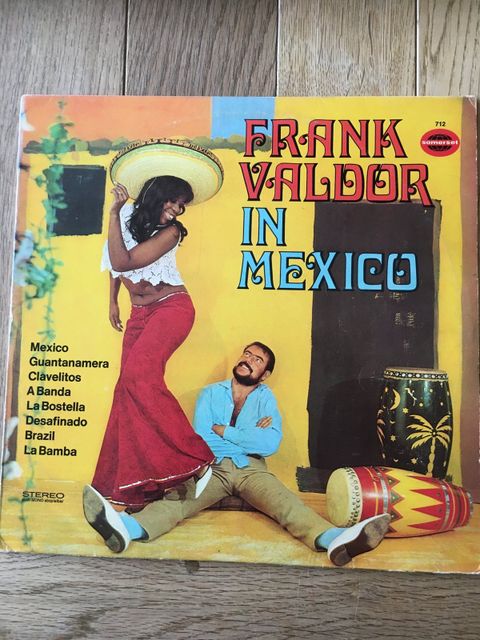 712
somerset
FRANK
VALDOR
IN
MEXICO
Mexico
Guantanamera
Clavelitos
A Banda
La Bostella
Desafinado
Brazil
La Bamba
STEREO